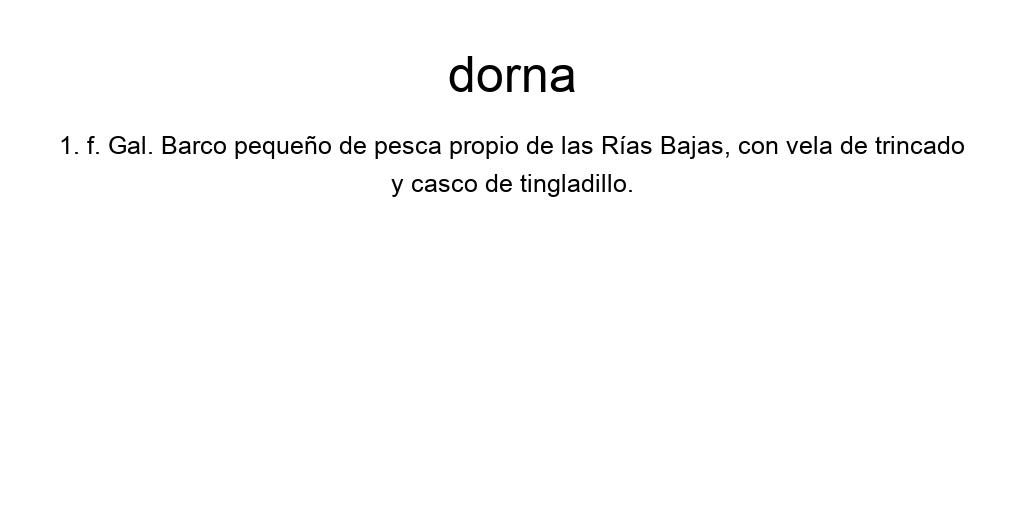 dorna
1. f. Gal. Barco pequeño de pesca propio de las Rías Bajas, con vela de trincado
y casco de tingladillo.